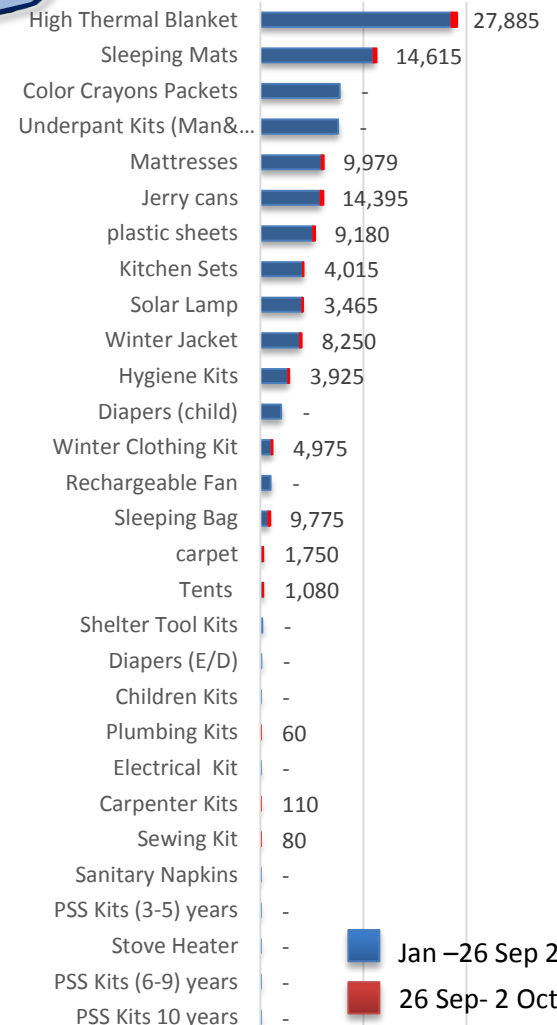 High Thermal Blanket 27,885
Sleeping Mats 14,615
Color Crayons Packets -
Underpant Kits (Man&... -
Mattresses 9,979
Jerry cans 14,395
plastic sheets 9,180
Kitchen Sets 4,015
Solar Lamp 3,465
Winter Jacket 8,250
Hygiene Kits 3,925
Diapers (child) -
Winter Clothing Kit 4,975
Rechargeable Fan -
Sleeping Bag 9,775
carpet 1,750
Tents 1,080
Shelter Tool Kits -
Diapers (E/D) -
Children Kits -
Plumbing Kits 60
Electrical Kit -
Carpenter Kits 110
Sewing Kit 80
Sanitary Napkins -
PSS Kits (3-5) years -
Stove Heater -
PSS Kits (6-9) years -
PSS Kits 10 years -
Jan –26 Sep 2
26 Sep- 2 Oct